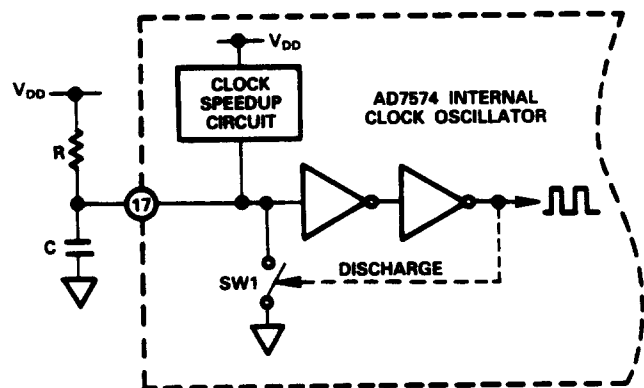 VDD
CLOCK
SPEEDUP
CIRCUIT
AD7574 INTERNAL
CLOCK OSCILLATOR
VDD
R
17
C
SW1
DISCHARGE